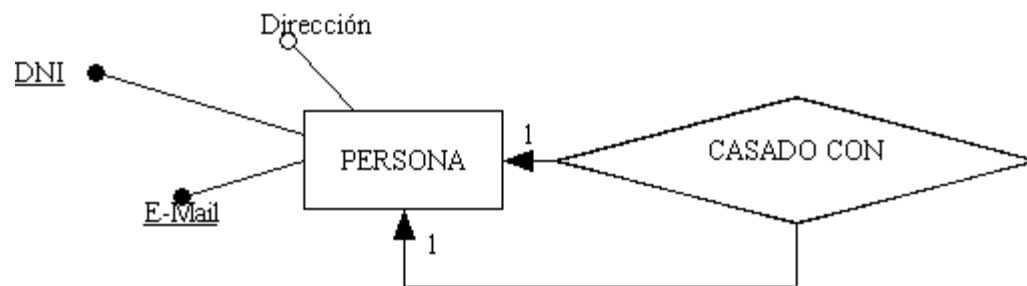 Dirección
DNI
1
PERSONA
CASADO CON
E-Mail
1